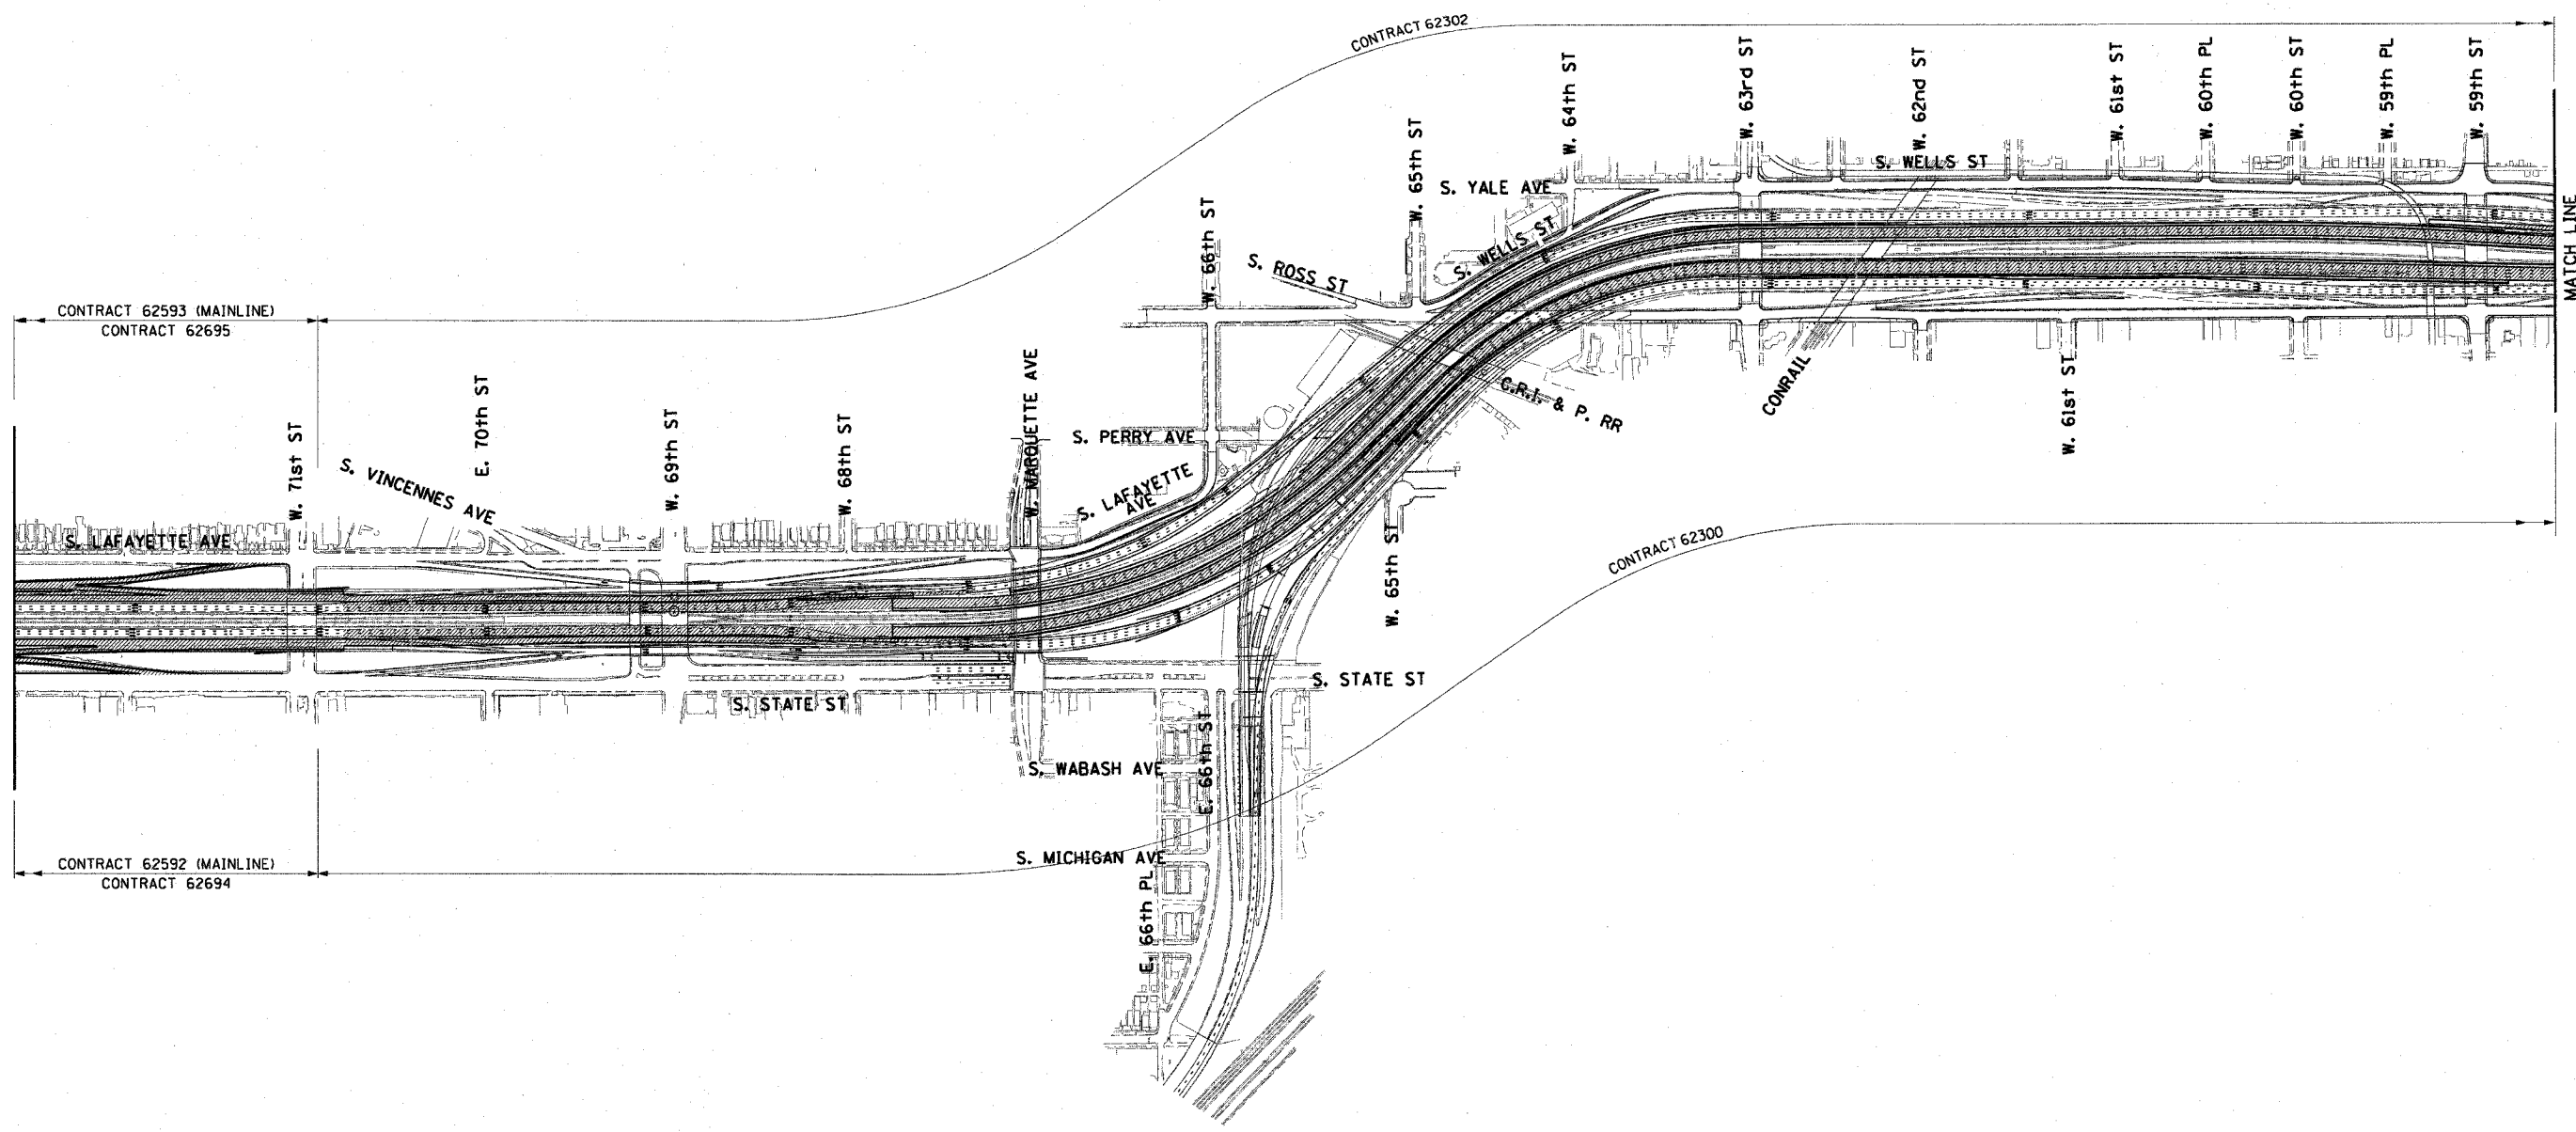 CONTRACT 62302
W. 59th ST
W. 59th PL
W. 60th ST
W. 60th PL
W. 61st ST
W. 62nd ST
W. 63rd ST
W. 64th ST
W. 65th ST
S. WELLS ST
S. YALE AVE
S. WELLS ST
W. 66th ST
S. ROSS ST
MATCH LINE
CONTRACT 62593 (MAINLINE)
CONTRACT 62695
W. MARQUETTE AVE
CONRAIL
C.R.I. & P. RR
W. 61st ST
E. 70th ST
W. 69th ST
W. 68th ST
S. PERRY AVE
W. 71st ST
S. VINCENNES AVE
S. LAFAYETTE
AVE
S. LAFAYETTE AVE
W. 65th ST
CONTRACT 62300
S. STATE ST
S. STATE ST
E. 66th ST
S. WABASH AVE
S. MICHIGAN AVE
E. 66th PL
CONTRACT 62592 (MAINLINE)
CONTRACT 62694